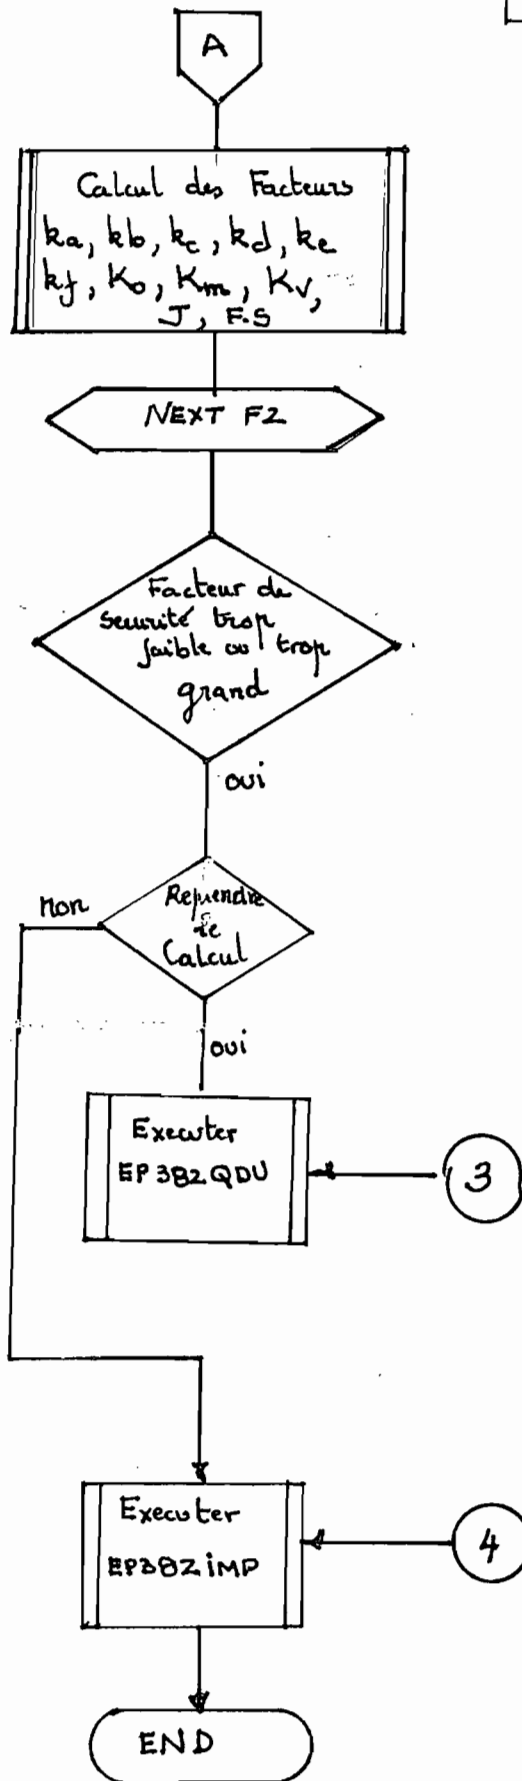 A
Calcul des Facteurs
ka, kb, kc, kd, ke
kf, Ko, Km, Kv,
J, F.S
NEXT F2
Facteur de
securité trop
faible ou trop
grand
oui
non
Reprendre
le
Calcul
oui
Executer
EP382QDU
3
Executer
EP382iMP
4
END